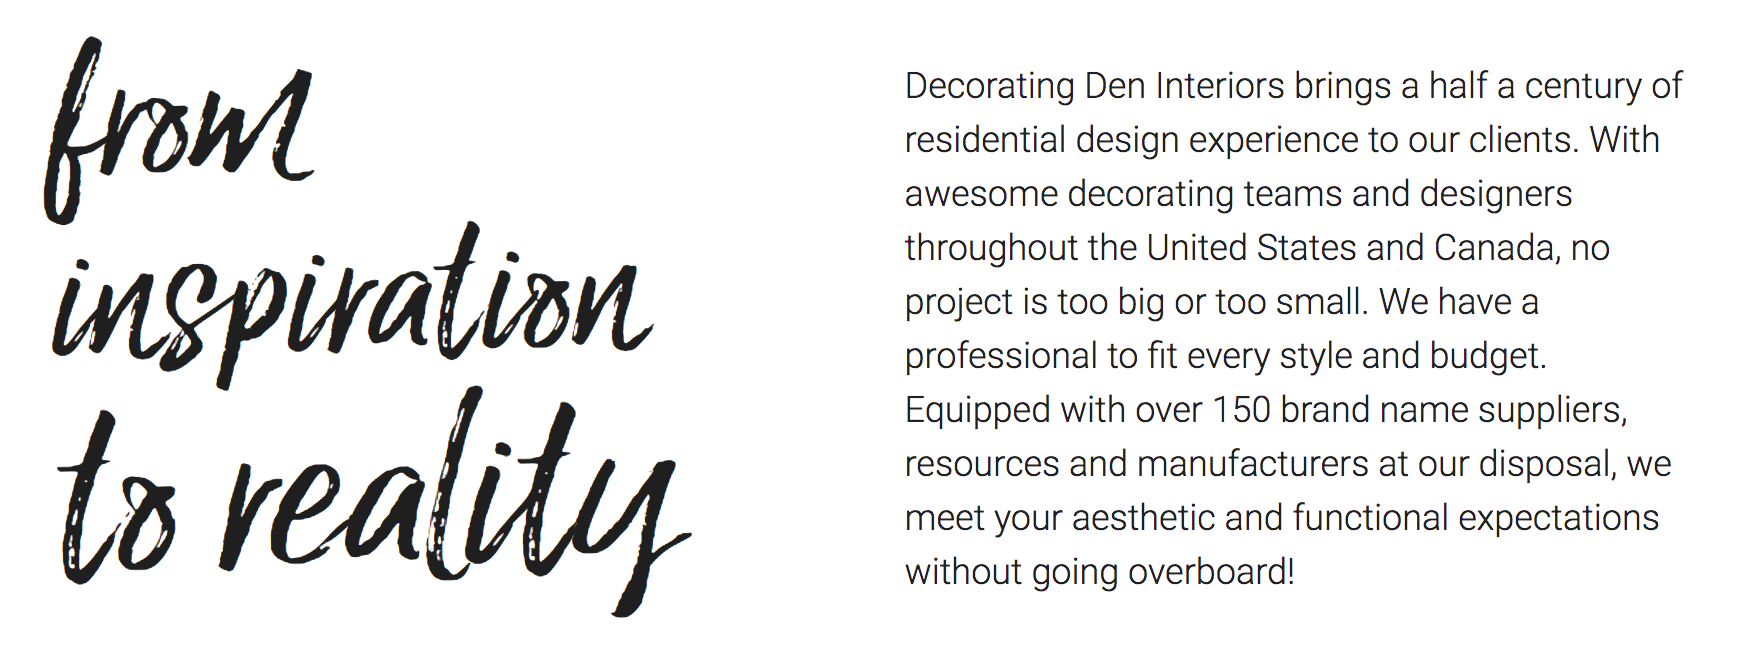 from
inspiration
to reality
Decorating Den Interiors brings a half a century of
residential design experience to our clients. With
awesome decorating teams and designers
throughout the United States and Canada, no
project is too big or too small. We have a
professional to fit every style and budget.
Equipped with over 150 brand name suppliers,
resources and manufacturers at our disposal, we
meet your aesthetic and functional expectations
without going overboard!